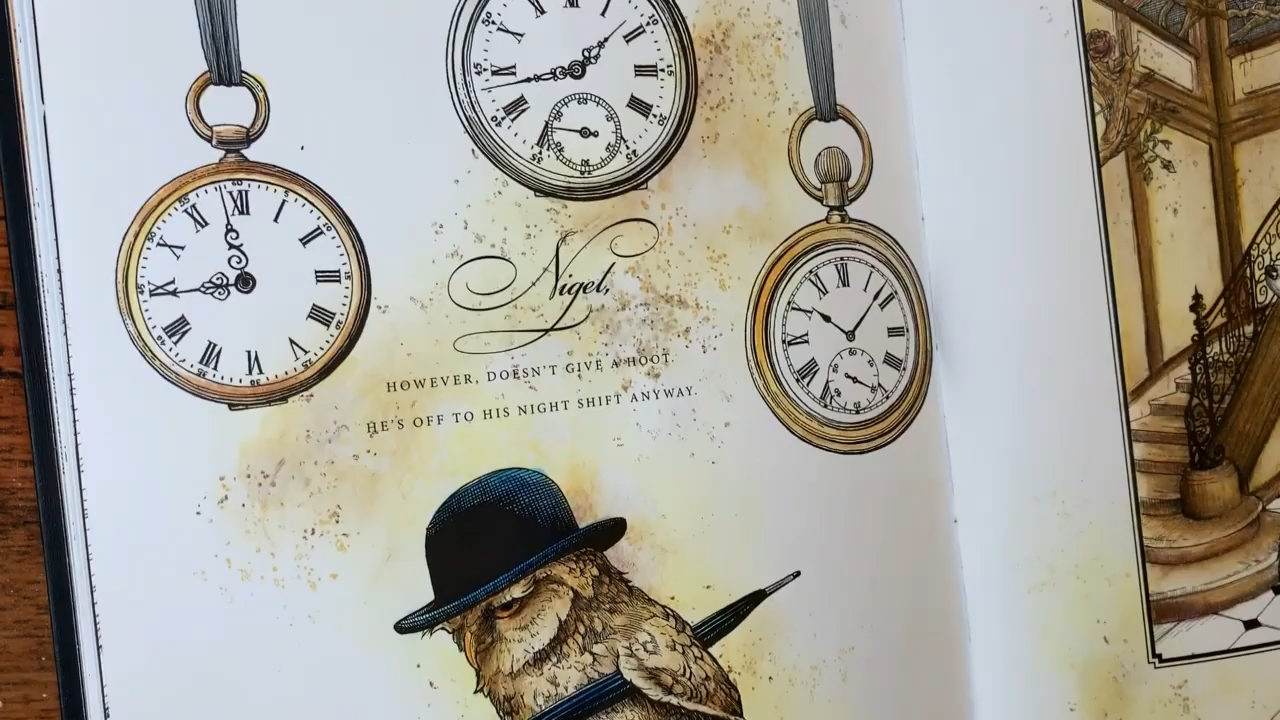 Nigel,
HOWEVER, DOESN'T GIVE A HOOT.
HE'S OFF TO HIS NIGHT SHIFT ANYWAY.